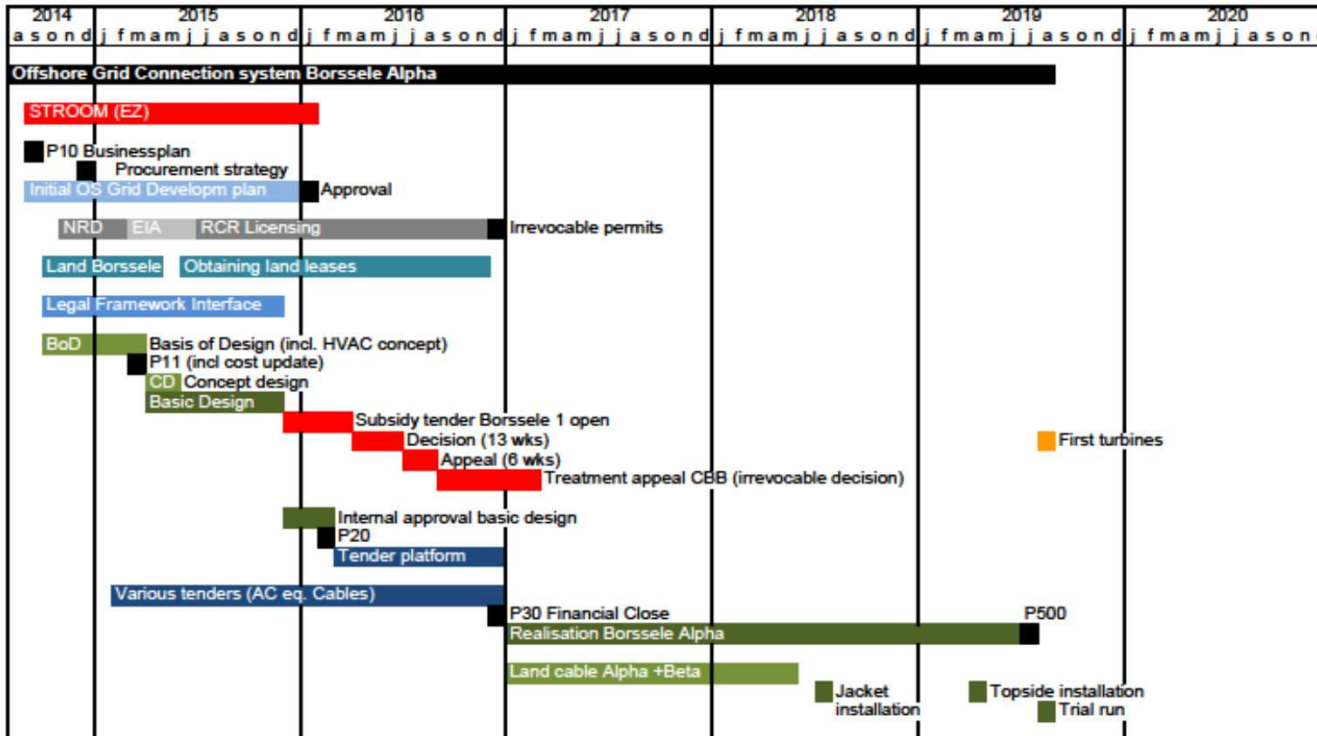 2014 2015 2016 2017 2018 2019 2020
a s o n d j f m a m j j a s o n d j f m a m j j a s o n d j f m a m j j a s o n d j f m a m j j a s o n d j f m a m j j a s o n d j f m a m j j a s o n d
Offshore Grid Connection system Borssele Alpha
STROOM (EZ)
P10 Businessplan
Procurement strategy
Initial OS Grid Developm plan Approval
NRD EIA RCR Licensing Irrevocable permits
Land Borssele Obtaining land leases
Legal Framework Interface
BoD Basis of Design (incl. HVAC concept)
P11 (incl cost update)
CD Concept design
Basic Design
Subsidy tender Borssele 1 open
Decision (13 wks) First turbines
Appeal (6 wks)
Treatment appeal CBB (irrevocable decision)
Internal approval basic design
P20
Tender platform
Various tenders (AC eq. Cables)
P30 Financial Close P500
Realisation Borssele Alpha
Land cable Alpha +Beta
Jacket Topside installation
installation Trial run